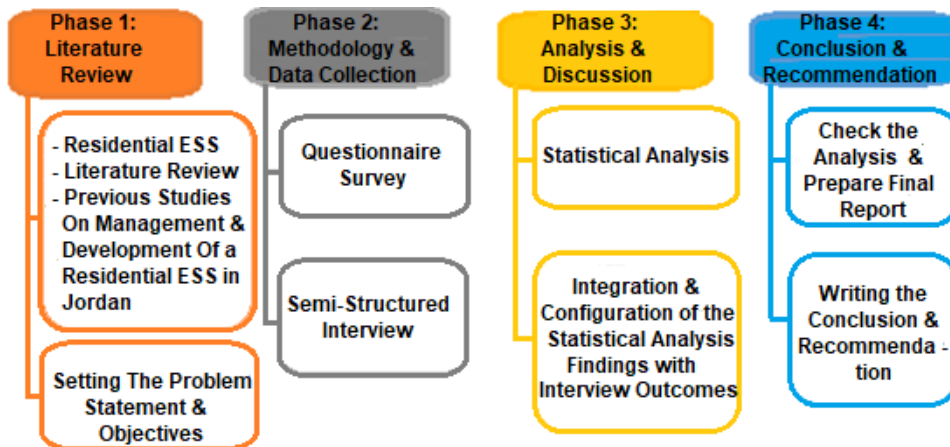 Phase 1:
Literature
Review
- Residential ESS
- Literature Review
- Previous Studies
On Management &
Development Of a
Residential ESS in
Jordan
Setting The Problem
Statement &
Objectives
Phase 2:
Methodology &
Data Collection
Questionnaire
Survey
Semi-Structured
Interview
Phase 3:
Analysis &
Discussion
Statistical Analysis
Integration &
Configuration of the
Statistical Analysis
Findings with
Interview Outcomes
Phase 4:
Conclusion &
Recommendation
Check the
Analysis &
Prepare Final
Report
Writing the
Conclusion &
Recommenda -
tion